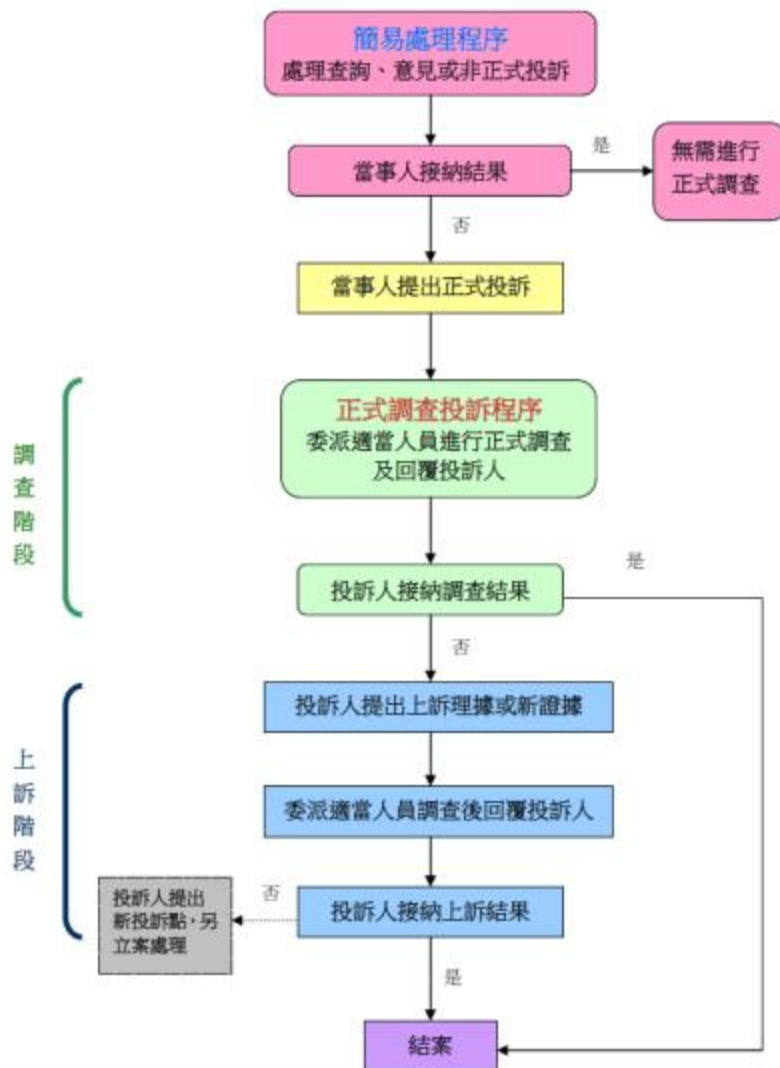 簡易處理程序
處理查詢、意見或非正式投訴
當事人接納結果
是
無需進行
正式調查
否
當事人提出正式投訴
調查階段
正式調查投訴程序
委派適當人員進行正式調查
及回覆投訴人
投訴人接納調查結果
是
否
上訴階段
投訴人提出上訴理據或新證據
委派適當人員調查後回覆投訴人
投訴人接納上訴結果
否
投訴人提出
新投訴點，另
立案處理
是
結案